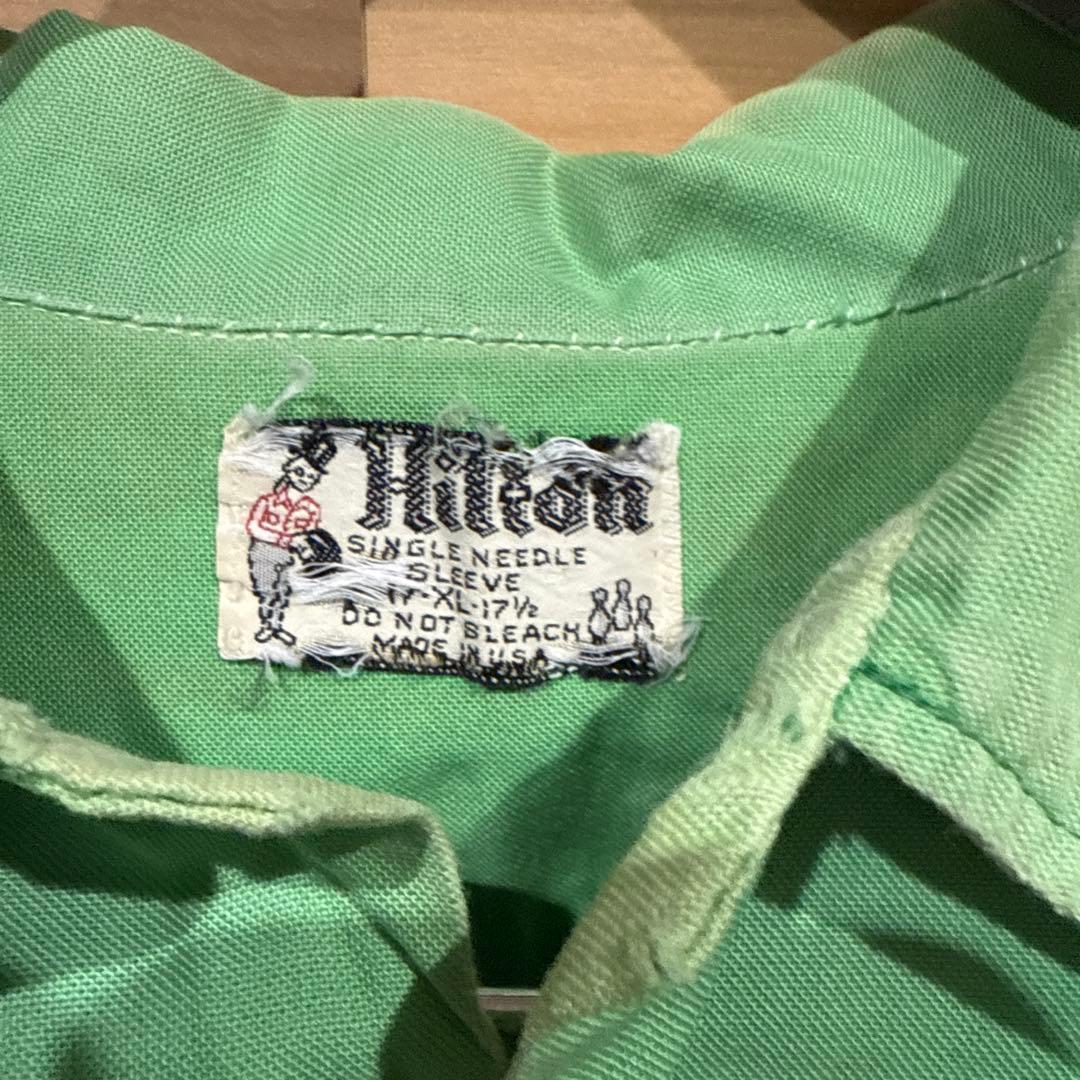 Hilton
SINGLE NEEDLE
SLEEVE
17-XL-17½
DO NOT BLEACH
MADE IN U.S.A.